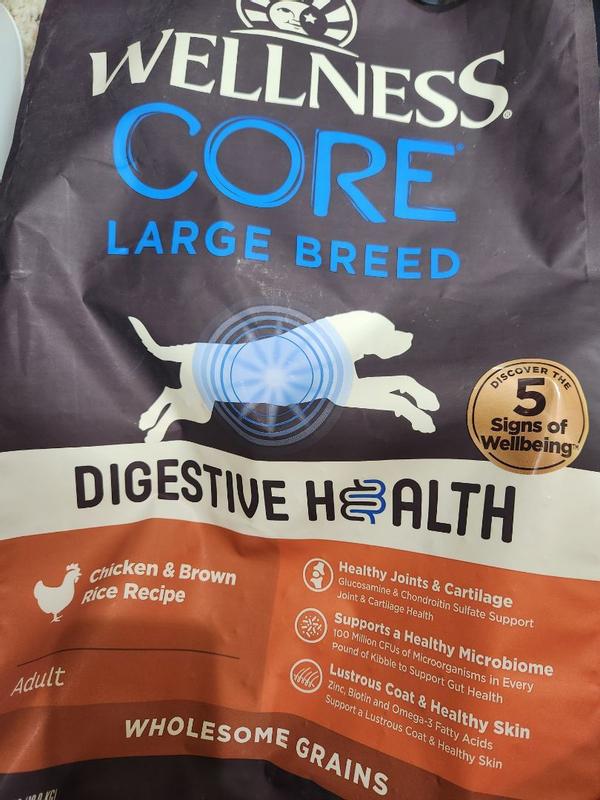 WELLNESS®
CORE®
LARGE BREED
DISCOVER THE
5
Signs of
Wellbeing™
DIGESTIVE HEALTH
Chicken & Brown
Rice Recipe
Adult
Healthy Joints & Cartilage
Glucosamine & Chondroitin Sulfate Support
Joint & Cartilage Health
Supports a Healthy Microbiome
100 Million CFUs of Microorganisms in Every
Pound of Kibble to Support Gut Health
Lustrous Coat & Healthy Skin
Zinc, Biotin and Omega-3 Fatty Acids
Support a Lustrous Coat & Healthy Skin
WHOLESOME GRAINS